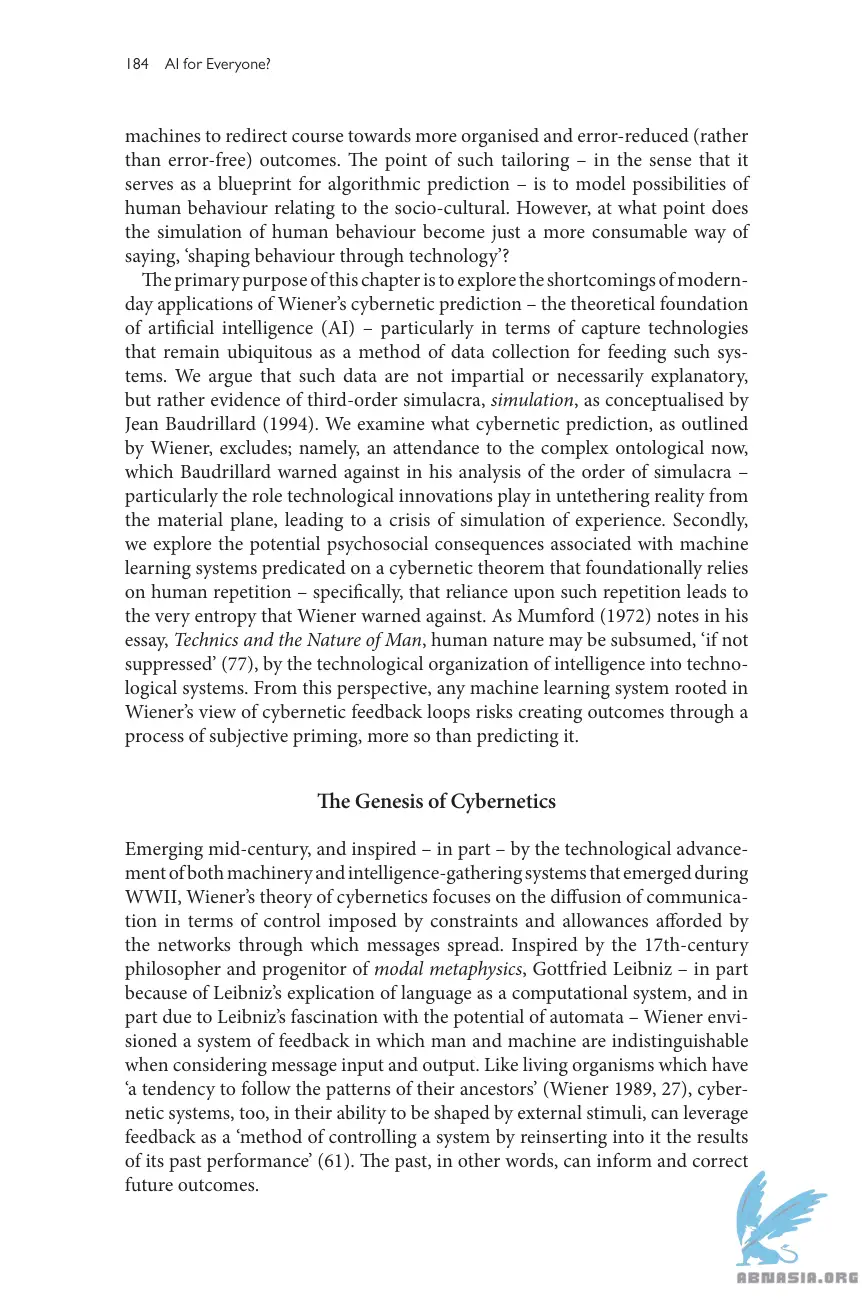 184 AI for Everyone?
machines to redirect course towards more organised and error-reduced (rather
than error-free) outcomes. The point of such tailoring – in the sense that it
serves as a blueprint for algorithmic prediction – is to model possibilities of
human behaviour relating to the socio-cultural. However, at what point does
the simulation of human behaviour become just a more consumable way of
saying, ‘shaping behaviour through technology’?
The primary purpose of this chapter is to explore the shortcomings of modern-
day applications of Wiener’s cybernetic prediction – the theoretical foundation
of artificial intelligence (AI) – particularly in terms of capture technologies
that remain ubiquitous as a method of data collection for feeding such sys-
tems. We argue that such data are not impartial or necessarily explanatory,
but rather evidence of third-order simulacra, simulation, as conceptualised by
Jean Baudrillard (1994). We examine what cybernetic prediction, as outlined
by Wiener, excludes; namely, an attendance to the complex ontological now,
which Baudrillard warned against in his analysis of the order of simulacra –
particularly the role technological innovations play in untethering reality from
the material plane, leading to a crisis of simulation of experience. Secondly,
we explore the potential psychosocial consequences associated with machine
learning systems predicated on a cybernetic theorem that foundationally relies
on human repetition – specifically, that reliance upon such repetition leads to
the very entropy that Wiener warned against. As Mumford (1972) notes in his
essay, Technics and the Nature of Man, human nature may be subsumed, ‘if not
suppressed’ (77), by the technological organization of intelligence into techno-
logical systems. From this perspective, any machine learning system rooted in
Wiener’s view of cybernetic feedback loops risks creating outcomes through a
process of subjective priming, more so than predicting it.
The Genesis of Cybernetics
Emerging mid-century, and inspired – in part – by the technological advance-
ment of both machinery and intelligence-gathering systems that emerged during
WWII, Wiener’s theory of cybernetics focuses on the diffusion of communica-
tion in terms of control imposed by constraints and allowances afforded by
the networks through which messages spread. Inspired by the 17th-century
philosopher and progenitor of modal metaphysics, Gottfried Leibniz – in part
because of Leibniz’s explication of language as a computational system, and in
part due to Leibniz’s fascination with the potential of automata – Wiener envi-
sioned a system of feedback in which man and machine are indistinguishable
when considering message input and output. Like living organisms which have
‘a tendency to follow the patterns of their ancestors’ (Wiener 1989, 27), cyber-
netic systems, too, in their ability to be shaped by external stimuli, can leverage
feedback as a ‘method of controlling a system by reinserting into it the results
of its past performance’ (61). The past, in other words, can inform and correct
future outcomes.
ABNASIA.ORG